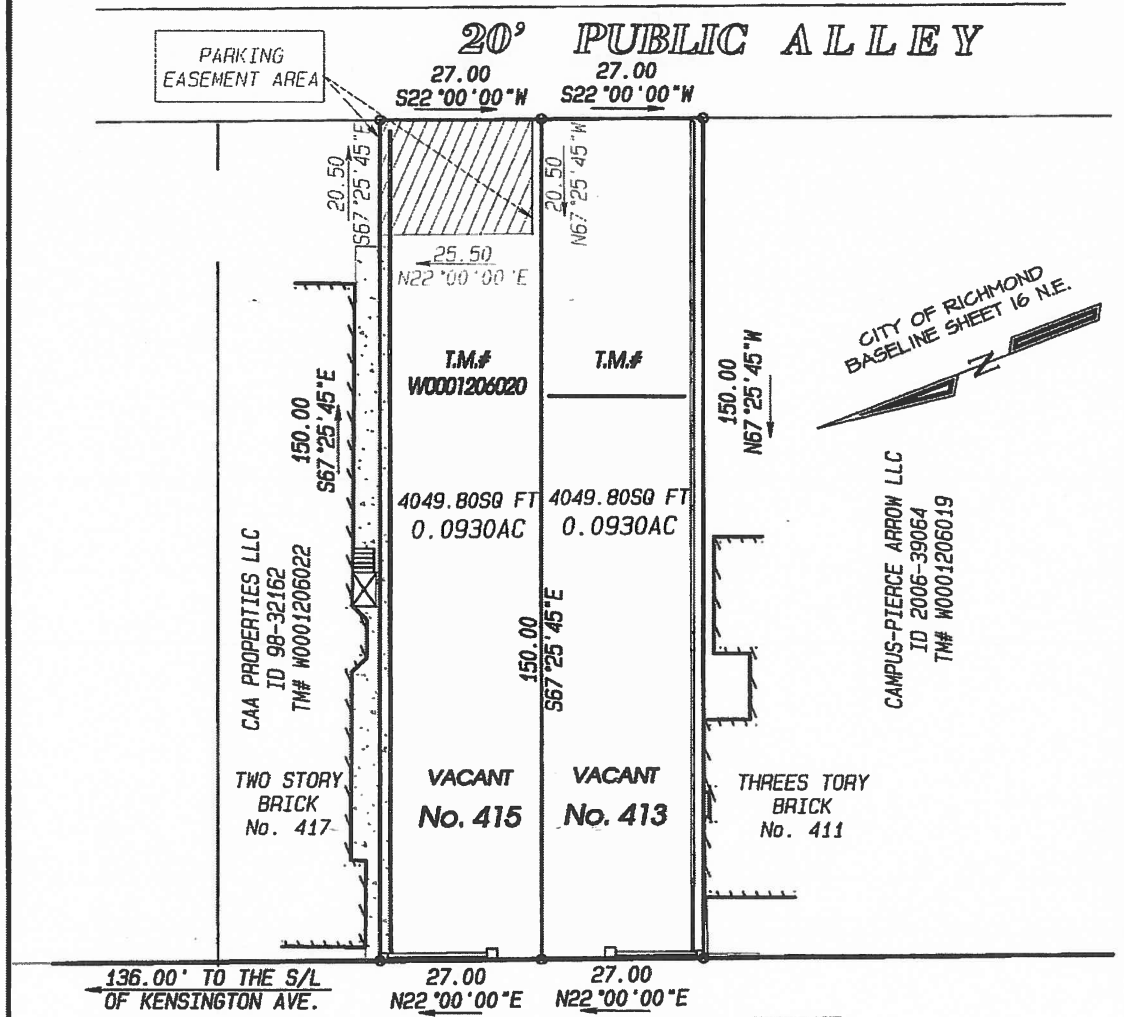 20' PUBLIC ALLEY
PARKING
EASEMENT AREA
27.00
S22°00'00"W
27.00
S22°00'00"W
20.50
S67°25'45"E
20.50
N67°25'45"W
25.50
N22°00'00'E
CITY OF RICHMOND
BASELINE SHEET 16 N.E.
N
T.M.#
W0001206020
T.M.#
150.00
S67°25'45"E
150.00
N67°25'45"W
4049.80SQ FT
0.0930AC
4049.80SQ FT
0.0930AC
CAA PROPERTIES LLC
ID 98-32162
TM# W0001206022
150.00
S67°25'45"E
CAMPUS-PIERCE ARROW LLC
ID 2006-39064
TM# W0001206019
TWO STORY
BRICK
No. 417
VACANT
No. 415
VACANT
No. 413
THREES TORY
BRICK
No. 411
136.00' TO THE S/L
OF KENSINGTON AVE.
27.00
N22°00'00"E
27.00
N22°00'00"E